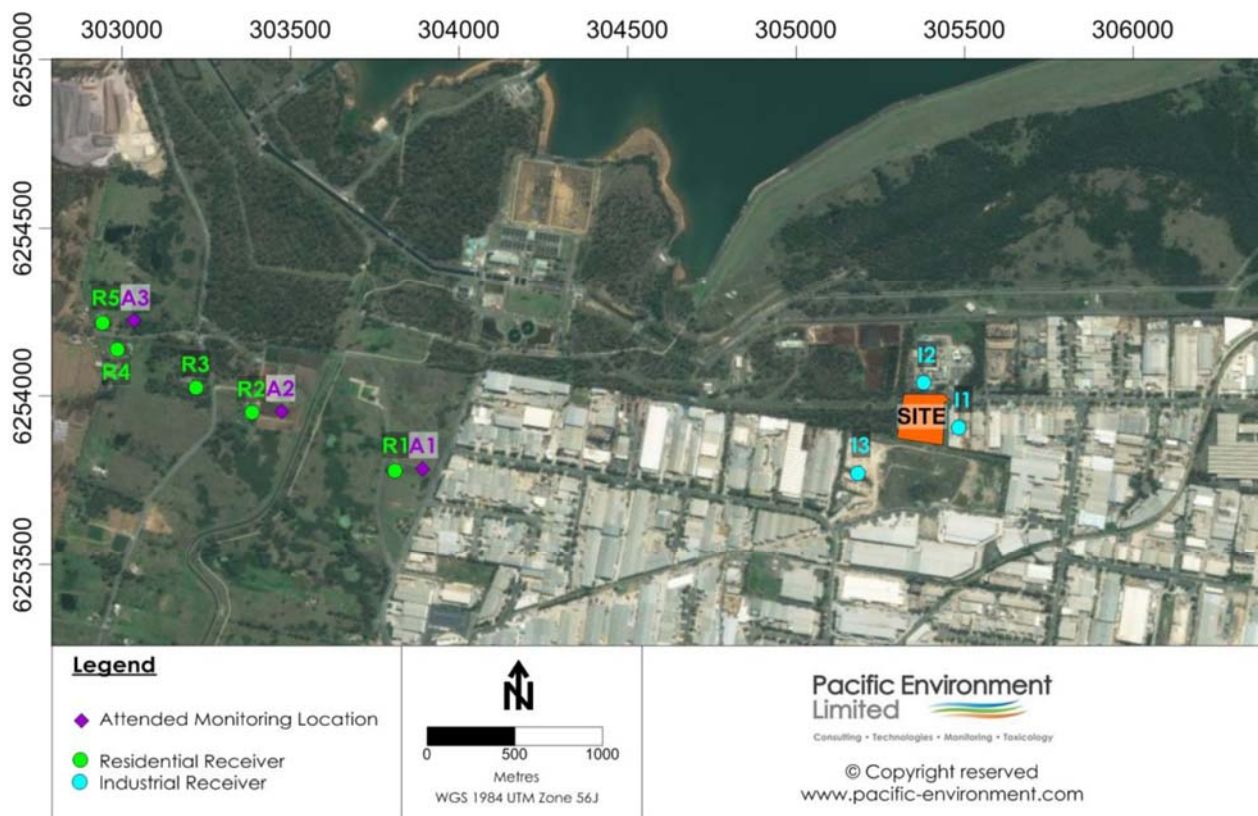 303000 303500 304000 304500 305000 305500 306000
6255000
6254500
6254000
6253500
R5 A3
R4
R3
R2 A2
R1 A1
I2
SITE
I1
I3
Legend
Attended Monitoring Location
Residential Receiver
Industrial Receiver
N
0 500 1000
Metres
WGS 1984 UTM Zone 56J
Pacific Environment
Limited
Consulting • Technologies • Monitoring • Toxicology
© Copyright reserved
www.pacific-environment.com